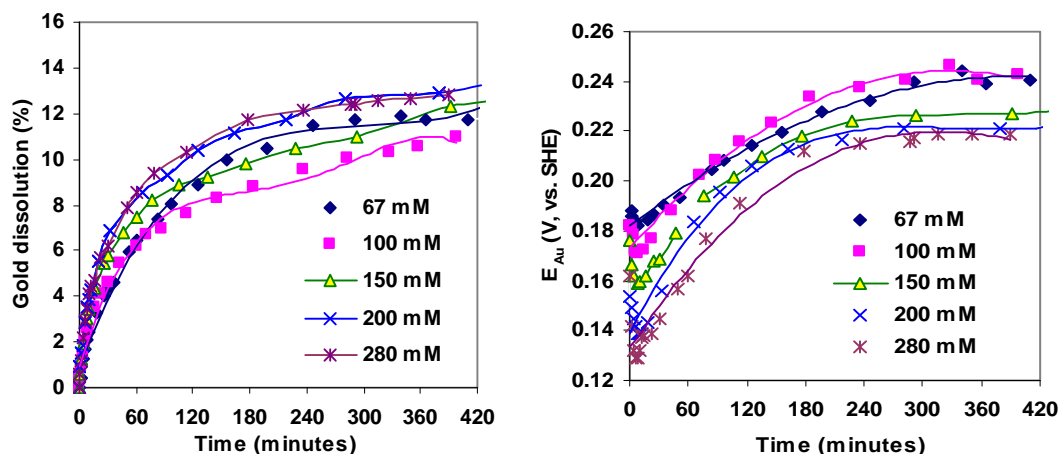 Gold dissolution (%)
16
14
12
10
8
6
4
2
0
67 mM
100 mM
150 mM
200 mM
280 mM
0 60 120 180 240 300 360 420
Time (minutes)
E Au (V, vs. SHE)
0.26
0.24
0.22
0.20
0.18
0.16
0.14
0.12
67 mM
100 mM
150 mM
200 mM
280 mM
0 60 120 180 240 300 360 420
Time (minutes)